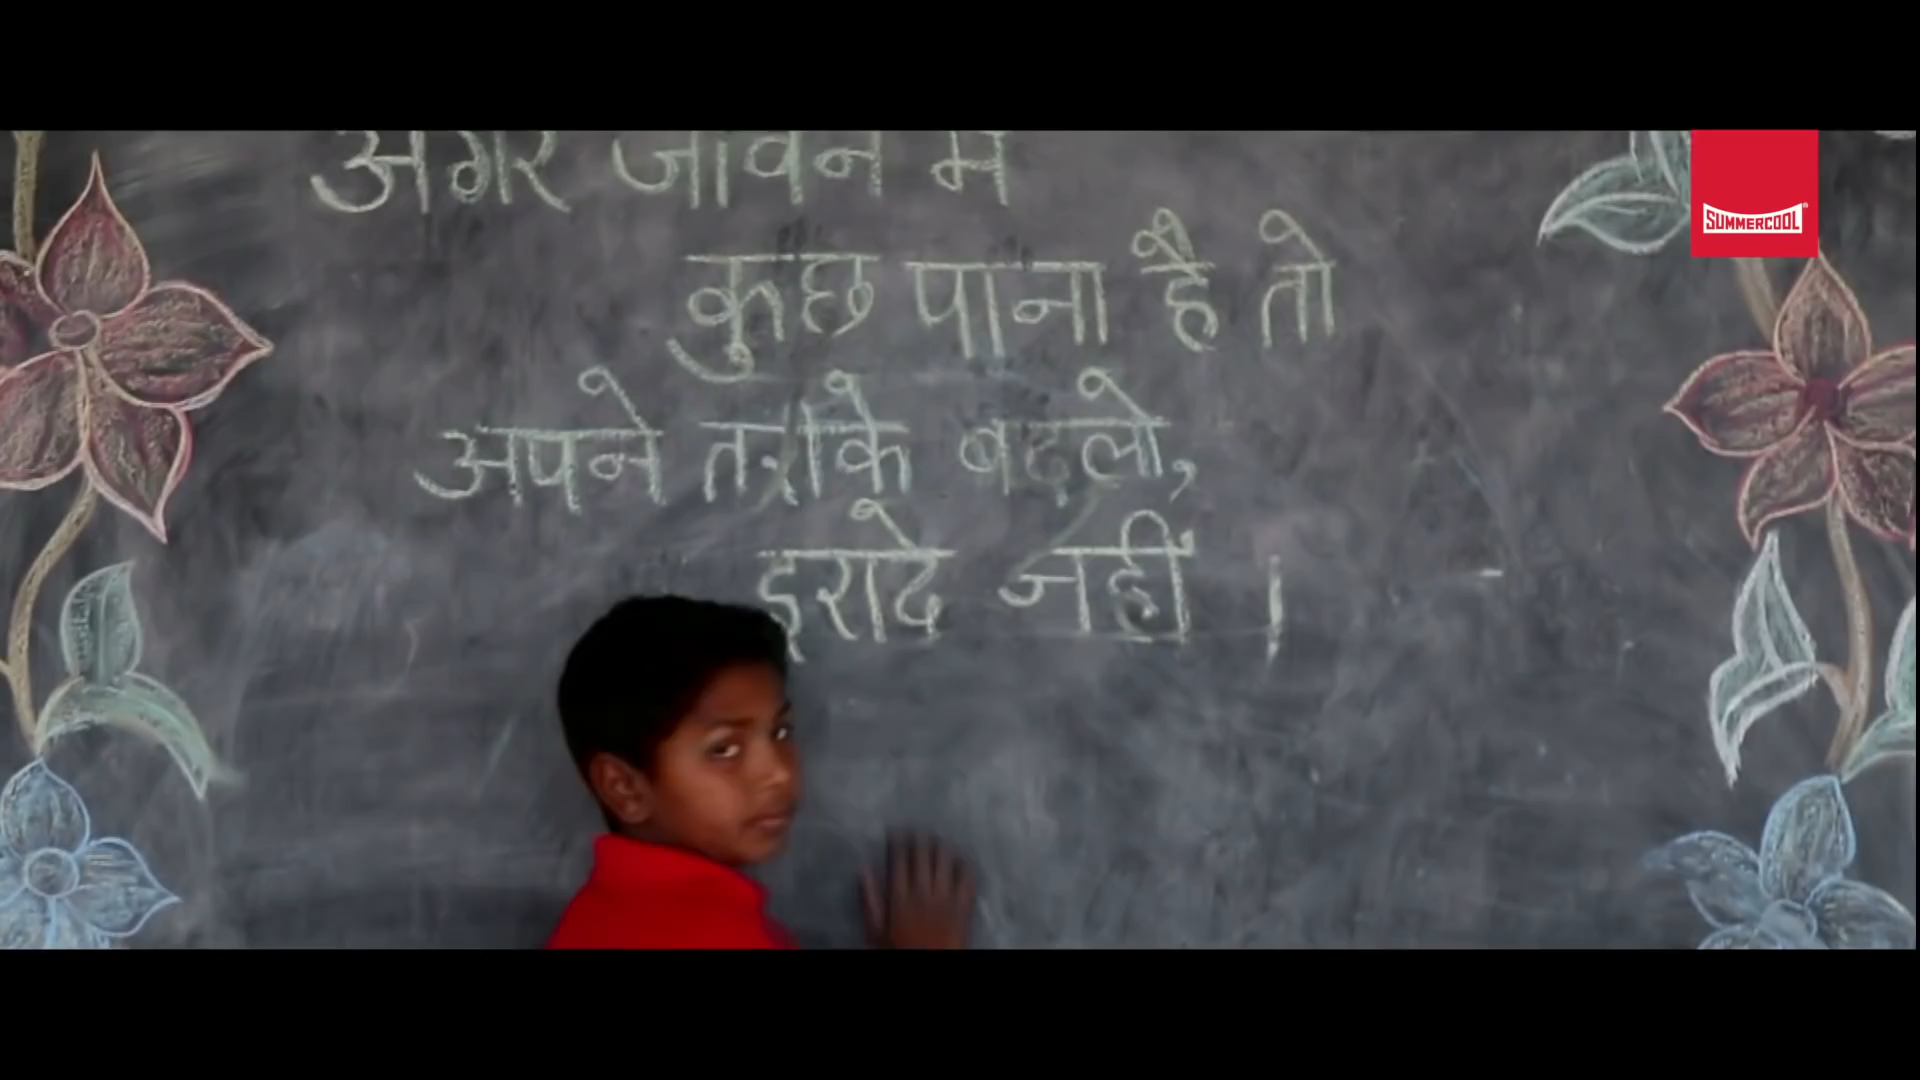 अगर जीवन में
कुछ पाना है तो
अपने तरीके बदलो,
इरादे नहीं ।
SUMMERCOOL